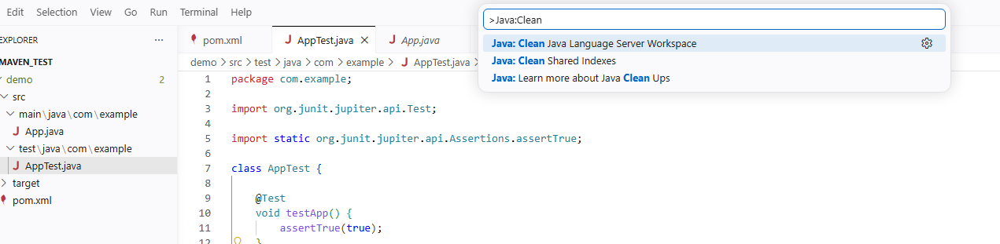 Edit Selection View Go Run Terminal Help
>Java:Clean
Java: Clean Java Language Server Workspace
Java: Clean Shared Indexes
Java: Learn more about Java Clean Ups
EXPLORER ...
MAVEN_TEST
demo 2
src
main\java\com\example
App.java
test\java\com\example
AppTest.java
target
pom.xml
pom.xml AppTest.java App.java
demo > src > test > java > com > example > AppTest.java >
1 package com.example;
2
3 import org.junit.jupiter.api.Test;
4
5 import static org.junit.jupiter.api.Assertions.assertTrue;
6
7 class AppTest {
8
9 @Test
10 void testApp() {
11 assertTrue(true);
12 }